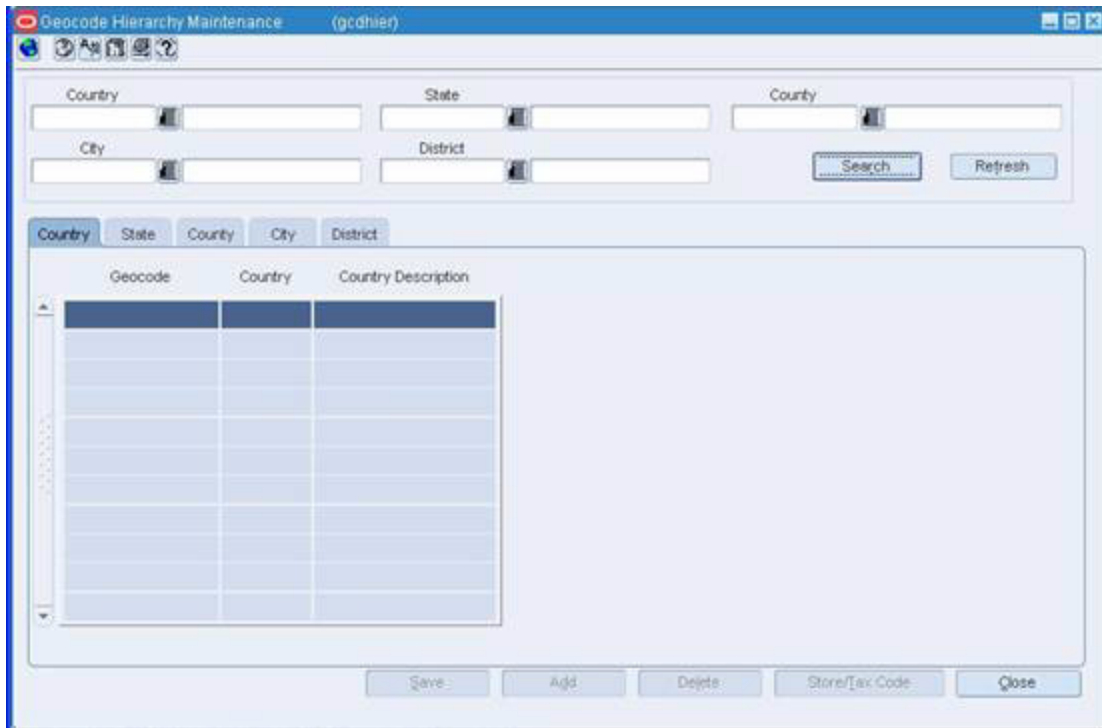 Geocode Hierarchy Maintenance (gcdhier)
Country State County
City District
Search Refresh
Country State County City District
Geocode Country Country Description
Save Add Delete Store/Tax Code Close